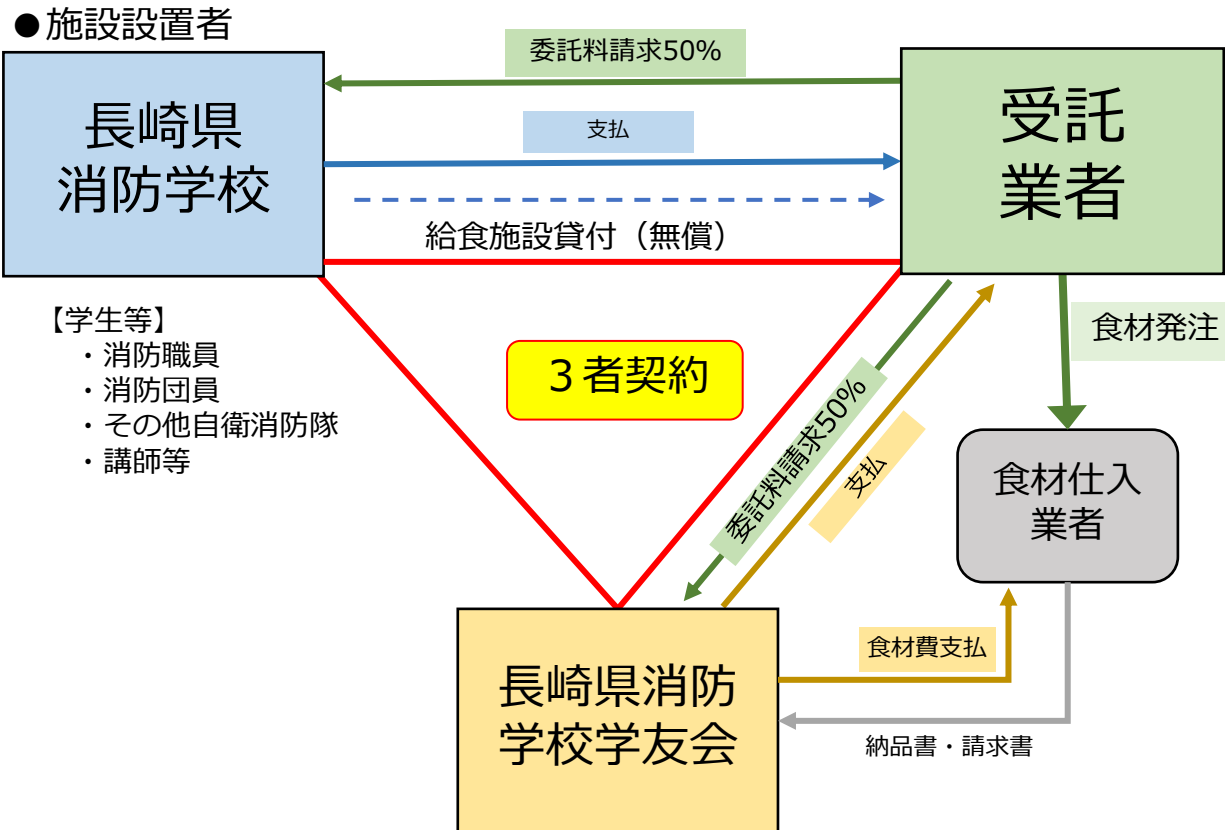 ●施設設置者
委託料請求50%
長崎県
消防学校
支払
受託
業者
給食施設貸付（無償）
【学生等】
・消防職員
・消防団員
・その他自衛消防隊
・講師等
３者契約
委託料請求50%
支払
食材発注
食材仕入
業者
食材費支払
長崎県消防
学校学友会
納品書・請求書